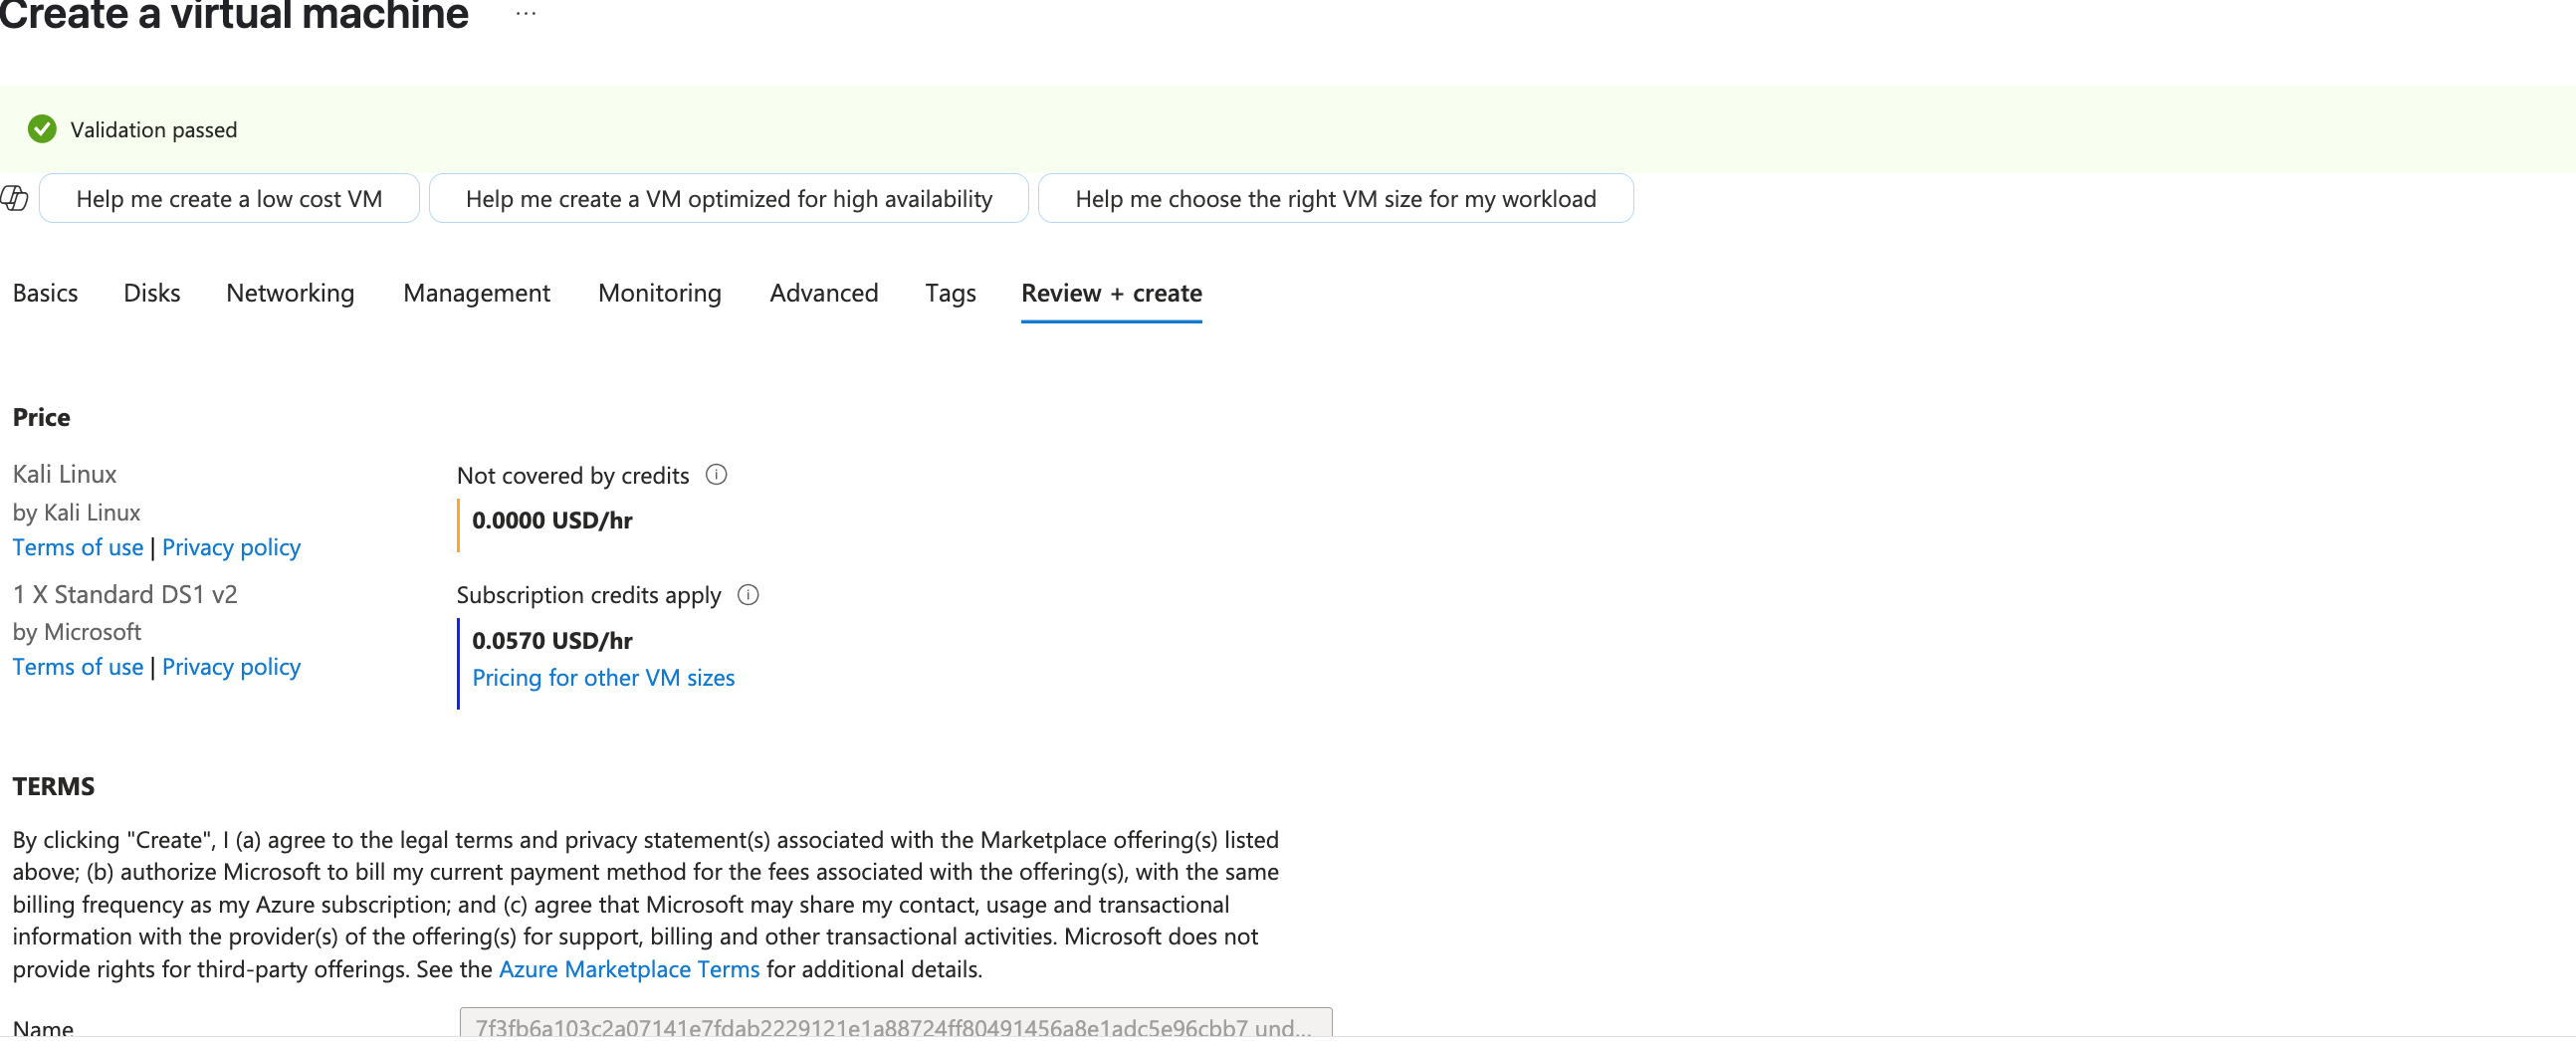 Create a virtual machine ...
Validation passed
Help me create a low cost VM
Help me create a VM optimized for high availability
Help me choose the right VM size for my workload
Basics Disks Networking Management Monitoring Advanced Tags Review + create
Price
Kali Linux
by Kali Linux
Terms of use | Privacy policy
Not covered by credits
0.0000 USD/hr
1 X Standard DS1 v2
by Microsoft
Terms of use | Privacy policy
Subscription credits apply
0.0570 USD/hr
Pricing for other VM sizes
TERMS
By clicking "Create", I (a) agree to the legal terms and privacy statement(s) associated with the Marketplace offering(s) listed
above; (b) authorize Microsoft to bill my current payment method for the fees associated with the offering(s), with the same
billing frequency as my Azure subscription; and (c) agree that Microsoft may share my contact, usage and transactional
information with the provider(s) of the offering(s) for support, billing and other transactional activities. Microsoft does not
provide rights for third-party offerings. See the Azure Marketplace Terms for additional details.
Name
7f3fb6a103c2a07141e7fdab2229121e1a88724ff80491456a8e1adc5e96cbb7 und...